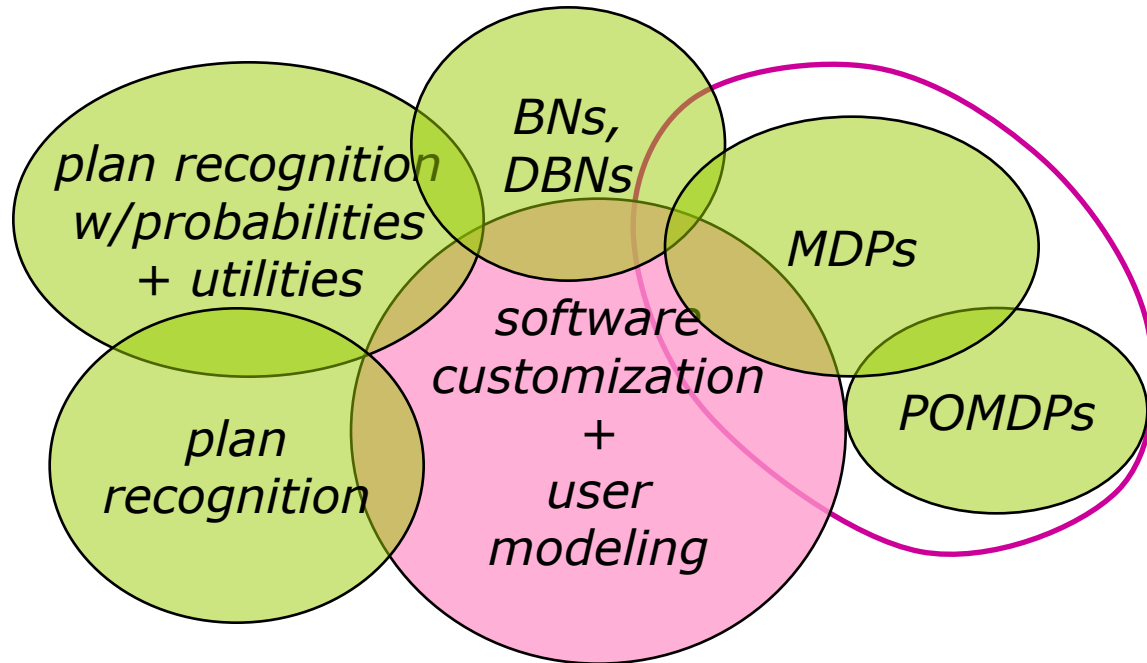 plan recognition
w/probabilities
+ utilities
BNs,
DBNs
MDPs
POMDPs
software
customization
+
user
modeling
plan
recognition